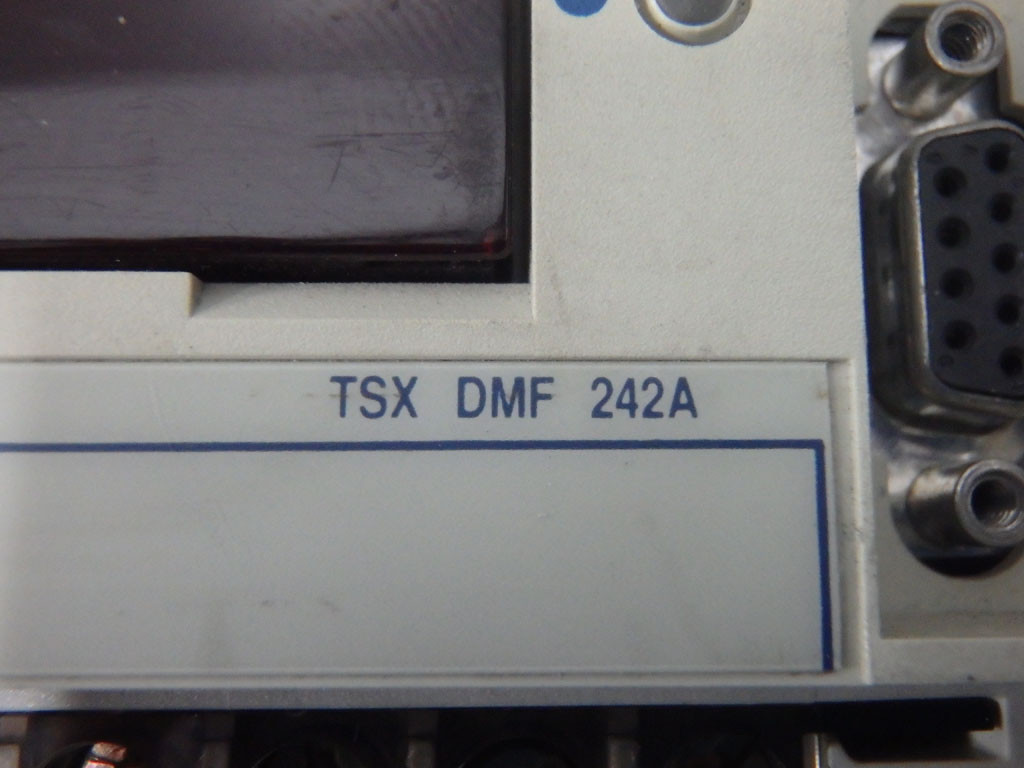 TSX DMF 242A